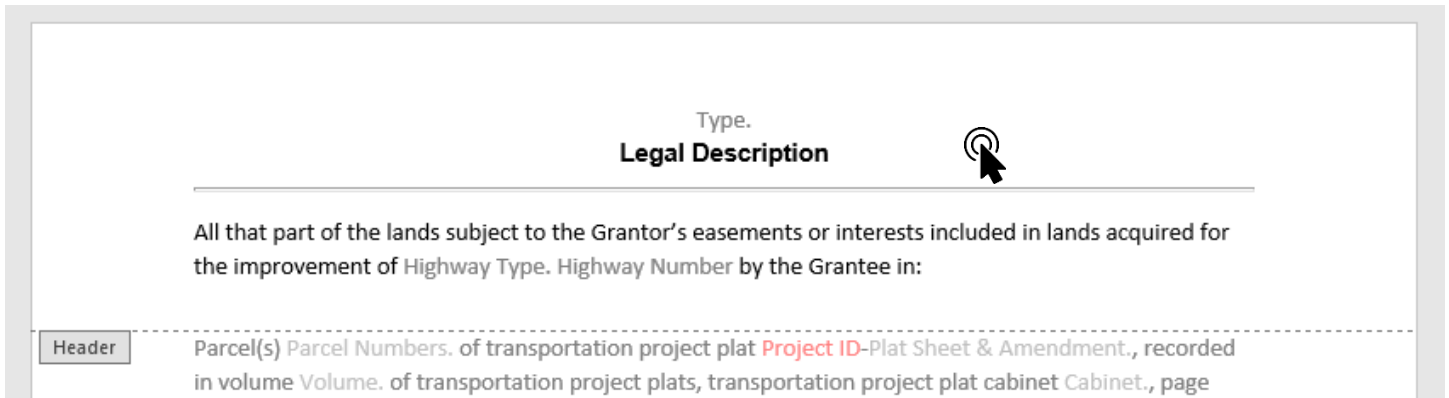 Type.
Legal Description
All that part of the lands subject to the Grantor’s easements or interests included in lands acquired for
the improvement of Highway Type. Highway Number by the Grantee in:
Header
Parcel(s) Parcel Numbers. of transportation project plat Project ID-Plat Sheet & Amendment., recorded
in volume Volume. of transportation project plats, transportation project plat cabinet Cabinet., page